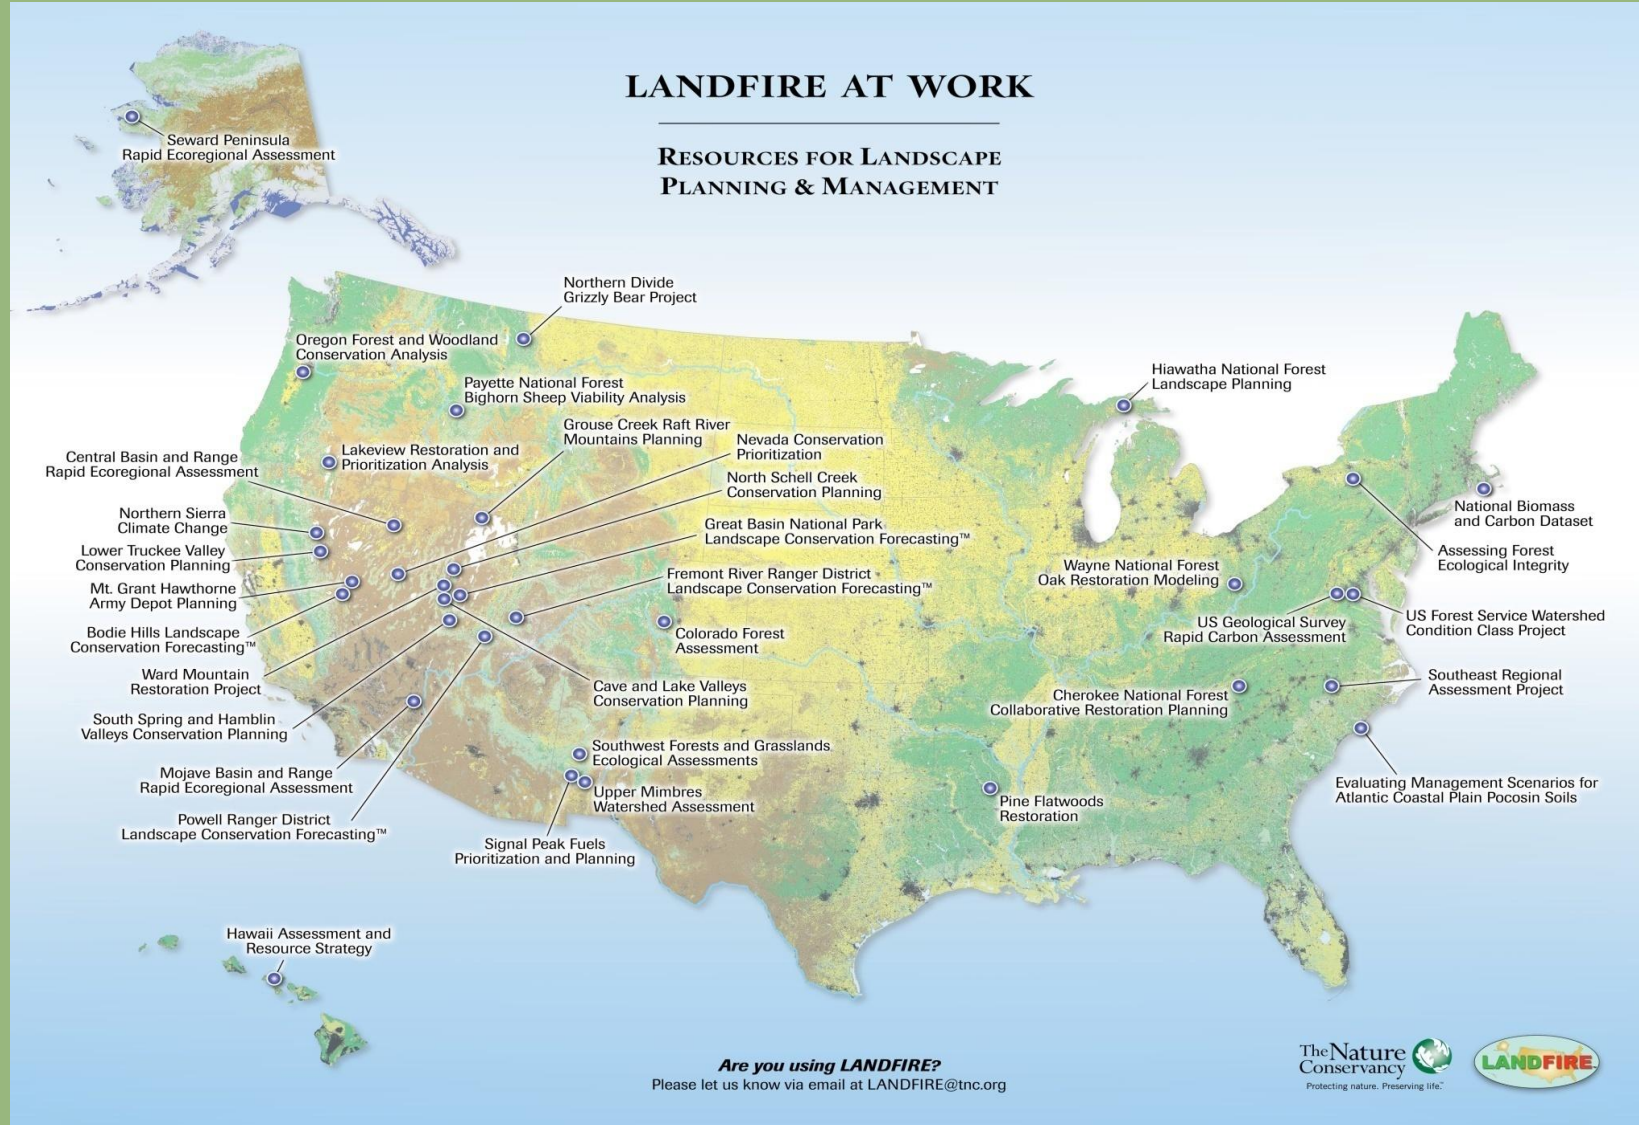 LANDFIRE AT WORK
RESOURCES FOR LANDSCAPE
PLANNING & MANAGEMENT
Seward Peninsula
Rapid Ecoregional Assessment
Northern Divide
Grizzly Bear Project
Oregon Forest and Woodland
Conservation Analysis
Hiawatha National Forest
Landscape Planning
Payette National Forest
Bighorn Sheep Viability Analysis
Grouse Creek Raft River
Mountains Planning
Nevada Conservation
Prioritization
Lakeview Restoration and
Prioritization Analysis
Central Basin and Range
Rapid Ecoregional Assessment
North Schell Creek
Conservation Planning
National Biomass
and Carbon Dataset
Northern Sierra
Climate Change
Great Basin National Park
Landscape Conservation Forecasting™
Lower Truckee Valley
Conservation Planning
Assessing Forest
Ecological Integrity
Wayne National Forest
Oak Restoration Modeling
Fremont River Ranger District
Landscape Conservation Forecasting™
Mt. Grant Hawthorne
Army Depot Planning
US Forest Service Watershed
Condition Class Project
US Geological Survey
Rapid Carbon Assessment
Bodie Hills Landscape
Conservation Forecasting™
Colorado Forest
Assessment
Ward Mountain
Restoration Project
Southeast Regional
Assessment Project
Cave and Lake Valleys
Conservation Planning
Cherokee National Forest
Collaborative Restoration Planning
South Spring and Hamblin
Valleys Conservation Planning
Southwest Forests and Grasslands
Ecological Assessments
Mojave Basin and Range
Rapid Ecoregional Assessment
Evaluating Management Scenarios for
Atlantic Coastal Plain Pocosin Soils
Upper Mimbres
Watershed Assessment
Pine Flatwoods
Restoration
Powell Ranger District
Landscape Conservation Forecasting™
Signal Peak Fuels
Prioritization and Planning
Hawaii Assessment and
Resource Strategy
Are you using LANDFIRE?
Please let us know via email at LANDFIRE@tnc.org
The Nature
Conservancy
Protecting nature. Preserving life.™
LANDFIRE